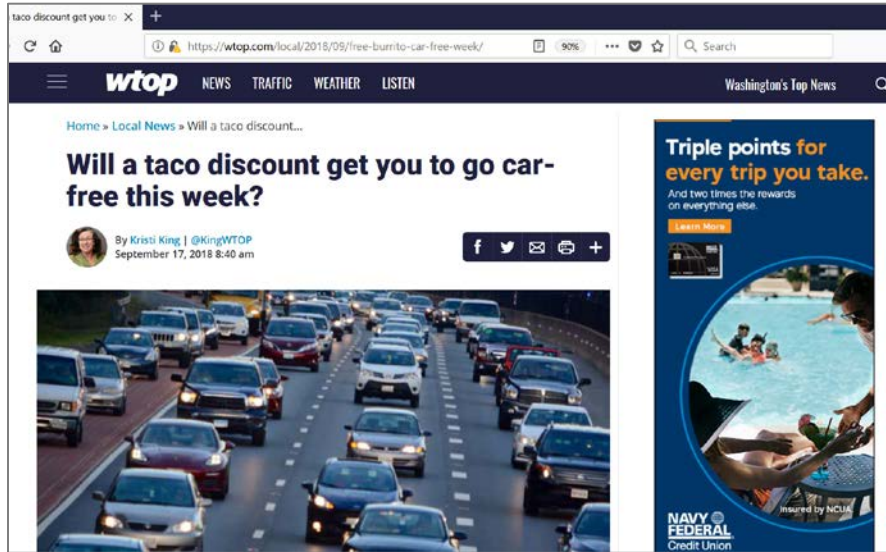 taco discount get you to
https://wtop.com/local/2018/09/free-burrito-car-free-week/
90%
Search
wtop NEWS TRAFFIC WEATHER LISTEN Washington's Top News
Home » Local News » Will a taco discount...
Will a taco discount get you to go car-
free this week?
By Kristi King | @KingWTOP
September 17, 2018 8:40 am
Triple points for
every trip you take.
And two times the rewards
on everything else.
Learn More
VISA
Insured by NCUA
NAVY
FEDERAL
Credit Union